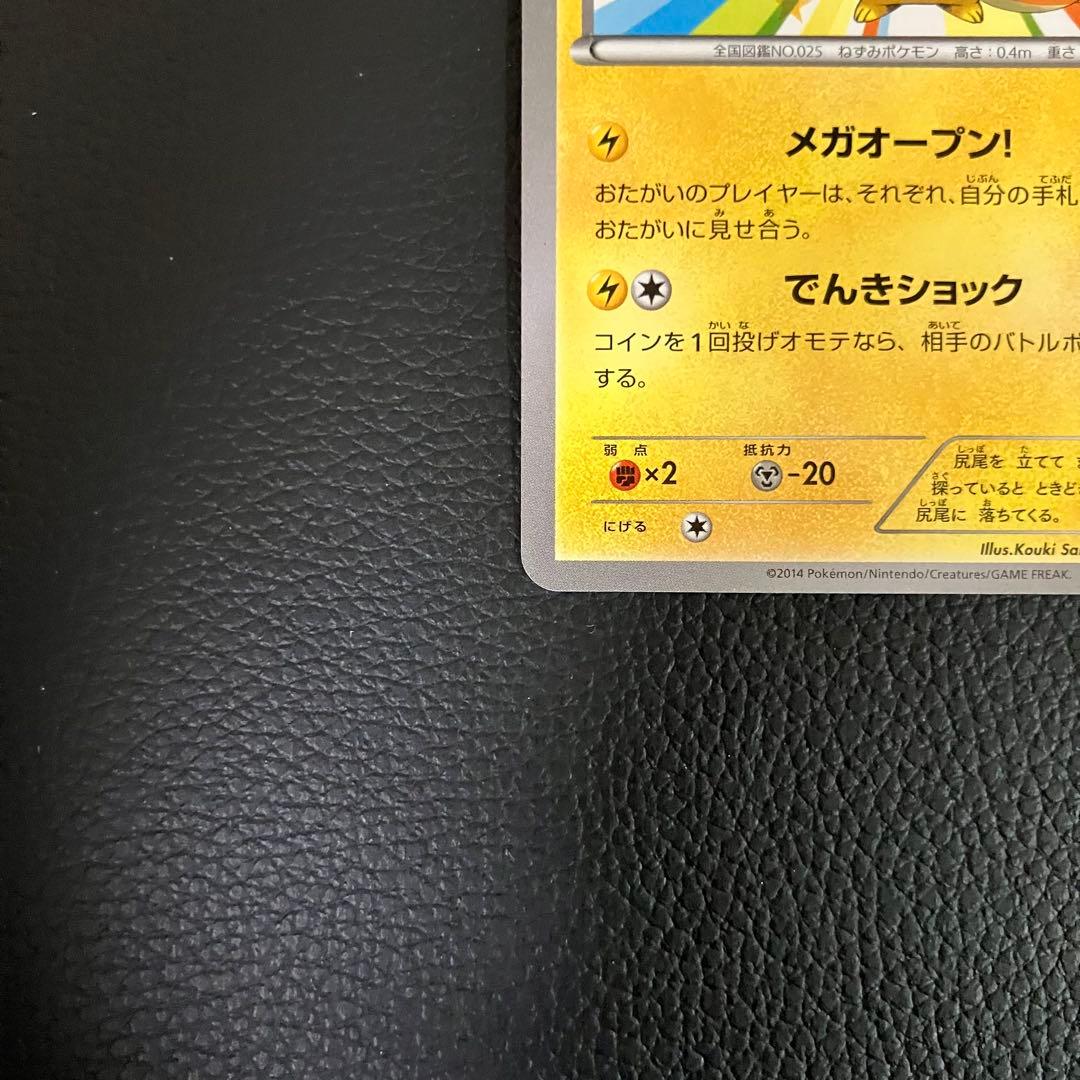 全国図鑑NO.025 ねずみポケモン 高さ：0.4m 重さ
メガオープン!
おたがいのプレイヤーは、それぞれ、自分の手札
おたがいに見せ合う。
でんきショック
コインを1回投げオモテなら、相手のバトルポ
する。
弱点 抵抗力
×2 -20
にげる
尻尾を 立てて
探っていると ときど
尻尾に 落ちてくる。
Illus.Kouki Sa
©2014 Pokémon/Nintendo/Creatures/GAME FREAK.